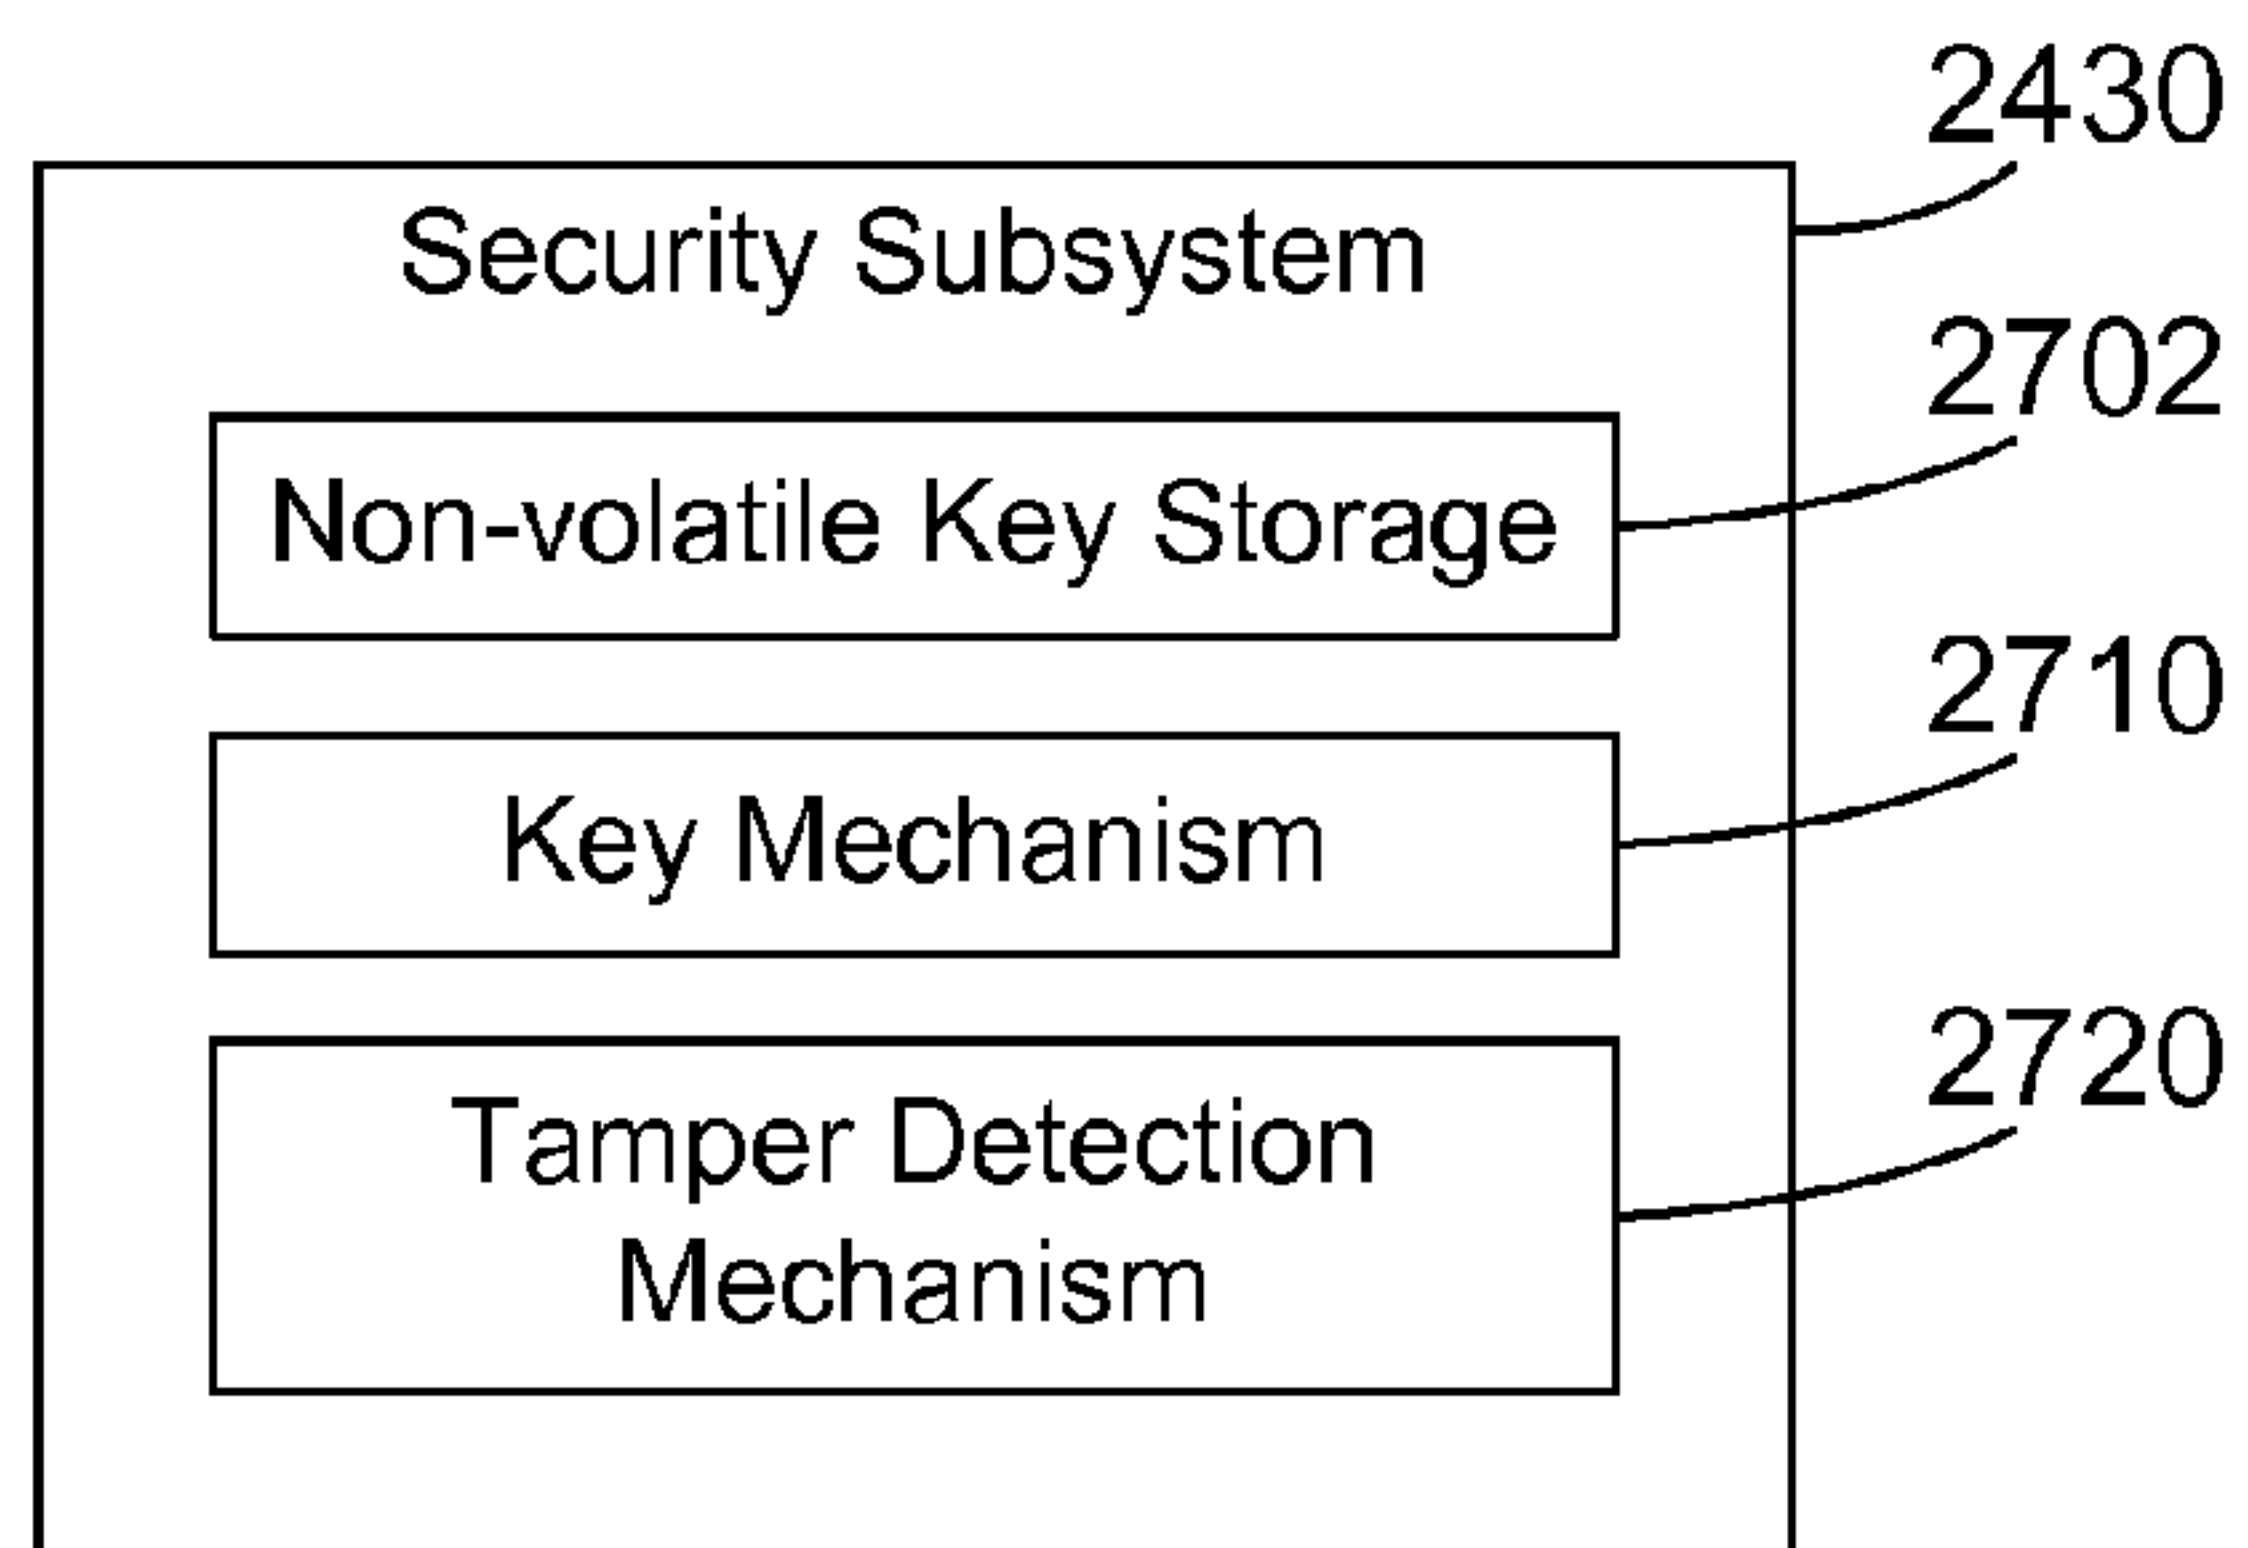 2430
Security Subsystem
2702
Non-volatile Key Storage
2710
Key Mechanism
2720
Tamper Detection
Mechanism